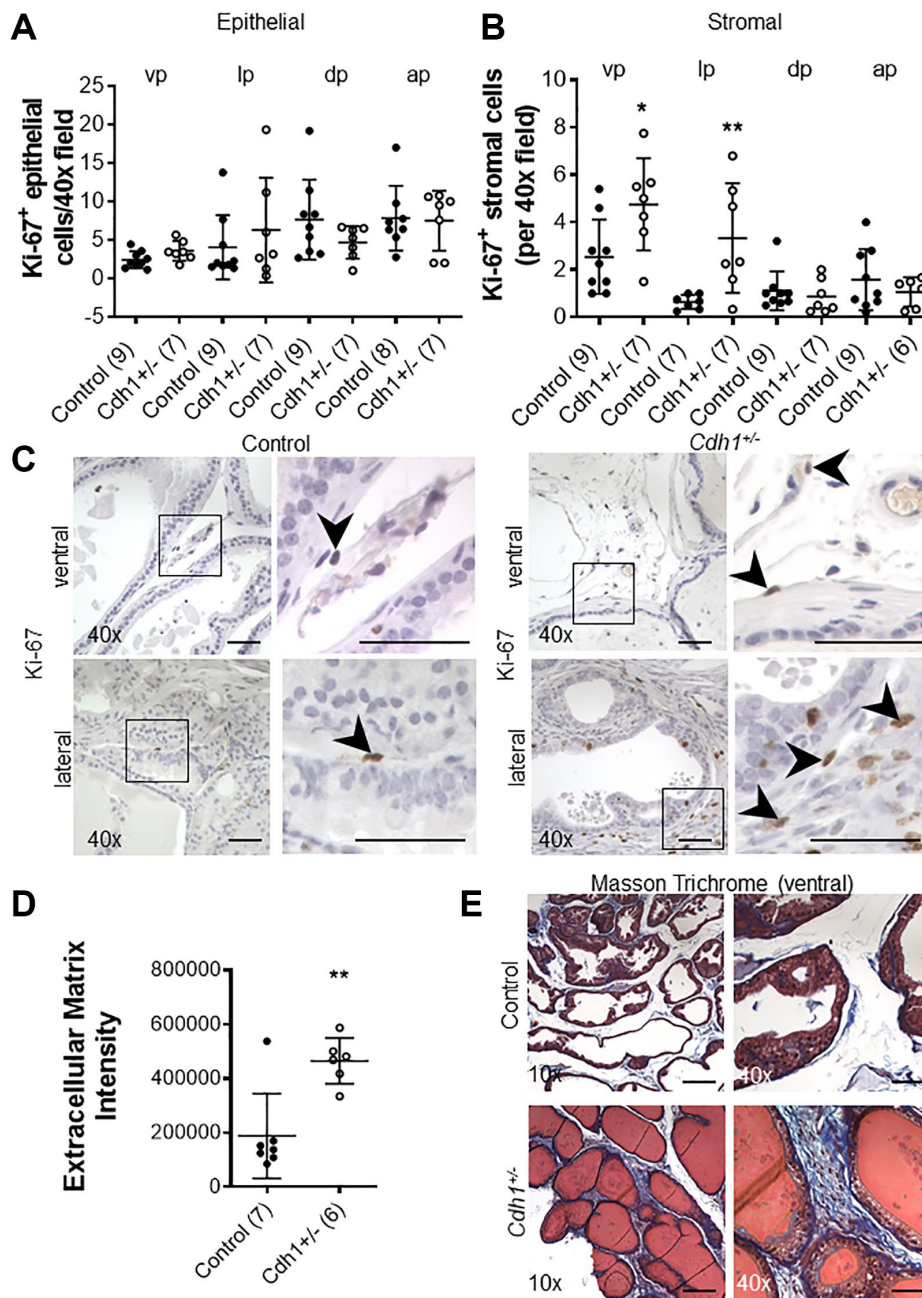 A
Epithelial
vp lp dp ap
Ki-67+ epithelial
cells/40x field
25
20
15
10
5
0
-5
Control (9)
Cdh1+/- (7)
Control (9)
Cdh1+/- (7)
Control (9)
Cdh1+/- (7)
Control (8)
Cdh1+/- (7)
B
Stromal
vp lp dp ap
Ki-67+ stromal cells
(per 40x field)
10
8
6
4
2
0
*
**
Control (9)
Cdh1+/- (7)
Control (7)
Cdh1+/- (7)
Control (9)
Cdh1+/- (7)
Control (9)
Cdh1+/- (6)
C
Control
Cdh1+/-
Ki-67
ventral
lateral
40x
40x
Ki-67
ventral
lateral
40x
40x
D
Extracellular Matrix
Intensity
800000
600000
400000
200000
0
**
Control (7)
Cdh1+/- (6)
E
Masson Trichrome (ventral)
Control
10x
40x
Cdh1+/-
10x
40x